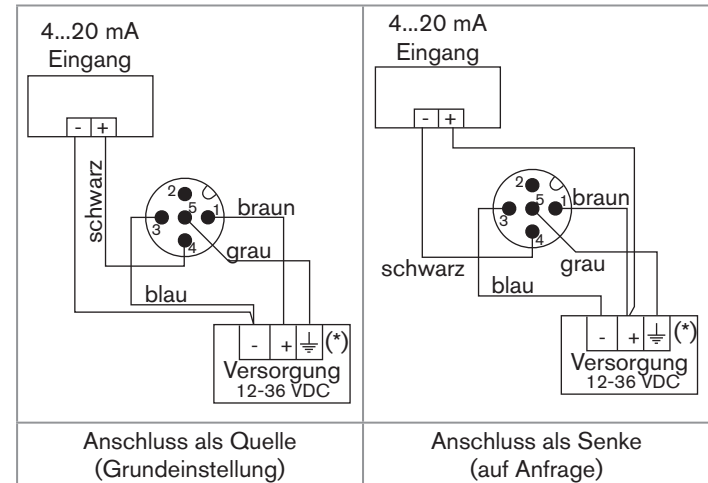 4...20 mA
Eingang
- +
schwarz
2
5
1
3
4
braun
grau
blau
- + (*)
Versorgung
12-36 VDC
Anschluss als Quelle
(Grundeinstellung)
4...20 mA
Eingang
- +
2
5
1
3
4
braun
schwarz
grau
blau
- + (*)
Versorgung
12-36 VDC
Anschluss als Senke
(auf Anfrage)